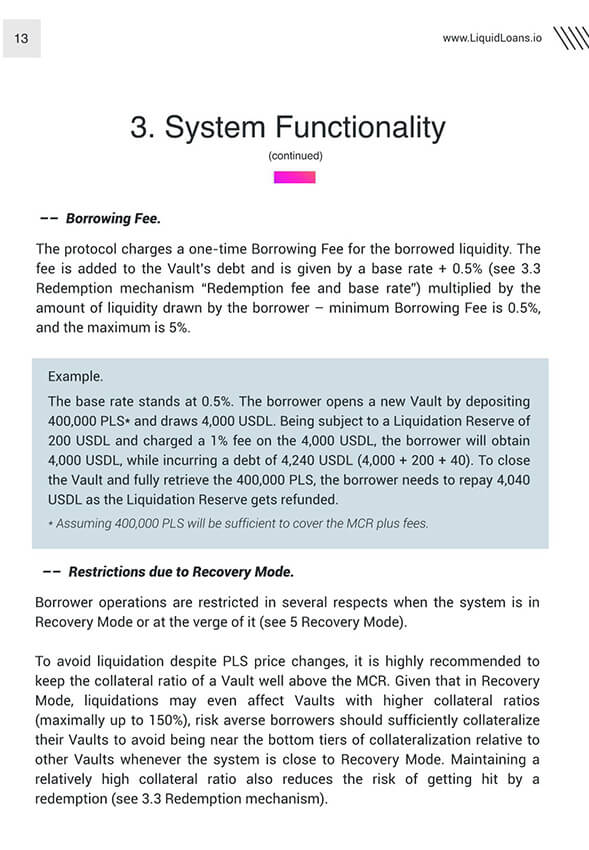 13
www.LiquidLoans.io
3. System Functionality
(continued)
–– Borrowing Fee.
The protocol charges a one-time Borrowing Fee for the borrowed liquidity. The
fee is added to the Vault's debt and is given by a base rate + 0.5% (see 3.3
Redemption mechanism “Redemption fee and base rate”) multiplied by the
amount of liquidity drawn by the borrower – minimum Borrowing Fee is 0.5%,
and the maximum is 5%.
Example.
The base rate stands at 0.5%. The borrower opens a new Vault by depositing
400,000 PLS* and draws 4,000 USDL. Being subject to a Liquidation Reserve of
200 USDL and charged a 1% fee on the 4,000 USDL, the borrower will obtain
4,000 USDL, while incurring a debt of 4,240 USDL (4,000 + 200 + 40). To close
the Vault and fully retrieve the 400,000 PLS, the borrower needs to repay 4,040
USDL as the Liquidation Reserve gets refunded.
* Assuming 400,000 PLS will be sufficient to cover the MCR plus fees.
–– Restrictions due to Recovery Mode.
Borrower operations are restricted in several respects when the system is in
Recovery Mode or at the verge of it (see 5 Recovery Mode).
To avoid liquidation despite PLS price changes, it is highly recommended to
keep the collateral ratio of a Vault well above the MCR. Given that in Recovery
Mode, liquidations may even affect Vaults with higher collateral ratios
(maximally up to 150%), risk averse borrowers should sufficiently collateralize
their Vaults to avoid being near the bottom tiers of collateralization relative to
other Vaults whenever the system is close to Recovery Mode. Maintaining a
relatively high collateral ratio also reduces the risk of getting hit by a
redemption (see 3.3 Redemption mechanism).